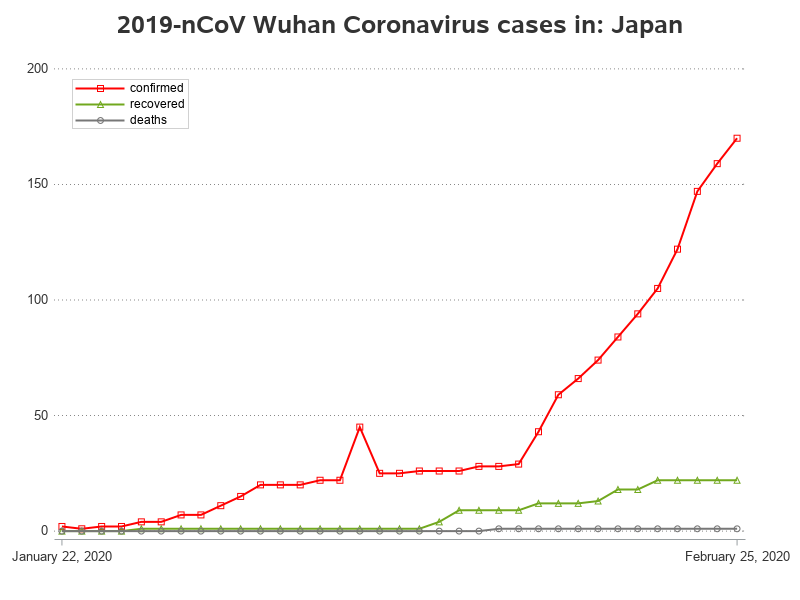 2019-nCoV Wuhan Coronavirus cases in: Japan
200
confirmed
recovered
deaths
150
100
50
0
January 22, 2020
February 25, 2020